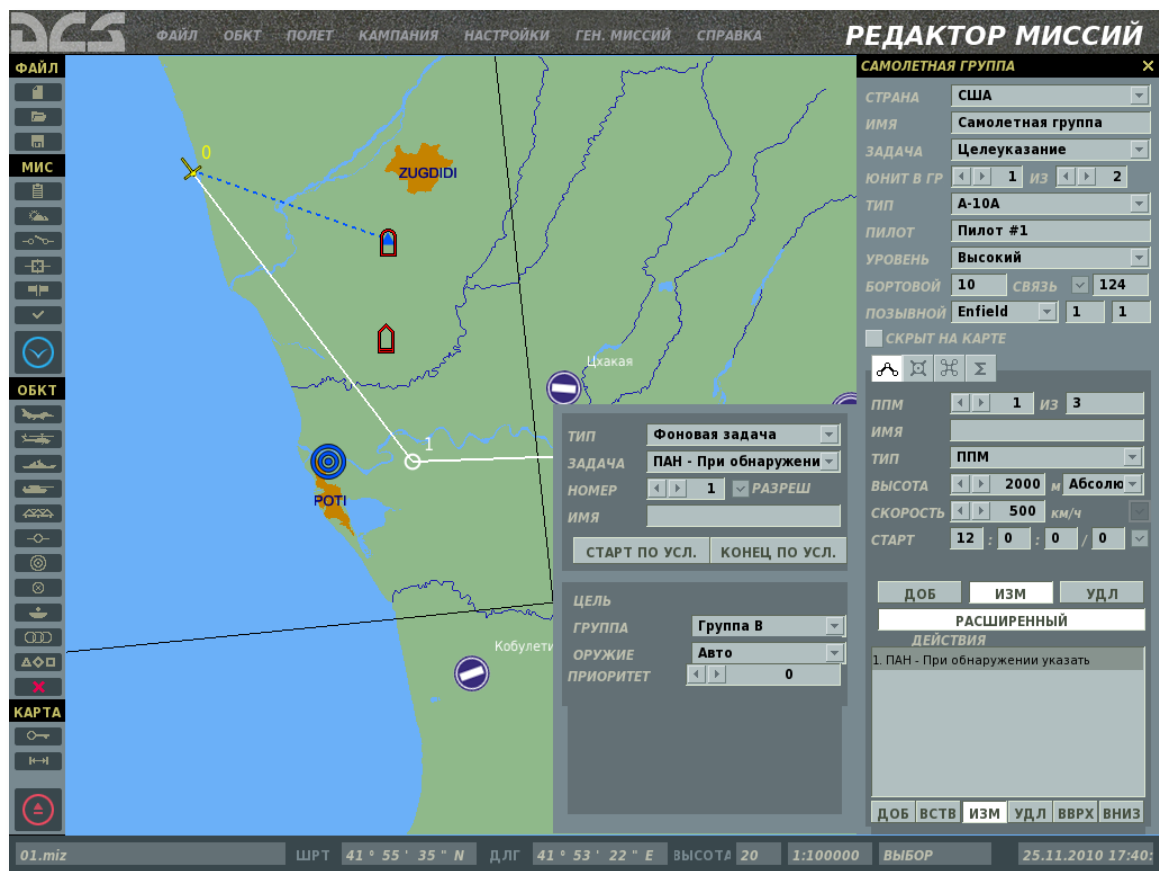 DCS ФАЙЛ ОБКТ ПОЛЕТ КАМПАНИЯ НАСТРОЙКИ ГЕН. МИССИЙ СПРАВКА РЕДАКТОР МИССИЙ
ФАЙЛ
МИС
ОБКТ
КАРТА
0
ZUGDIDI
Цхакая
1
POTI
Кобулети
ТИП Фоновая задача
ЗАДАЧА ПАН - При обнаружени
НОМЕР 1 РАЗРЕШ
ИМЯ
СТАРТ ПО УСЛ. КОНЕЦ ПО УСЛ.
ЦЕЛЬ
ГРУППА Группа В
ОРУЖИЕ Авто
ПРИОРИТЕТ 0
САМОЛЕТНАЯ ГРУППА
СТРАНА США
ИМЯ Самолетная группа
ЗАДАЧА Целеуказание
ЮНИТ В ГР 1 ИЗ 2
ТИП A-10A
ПИЛОТ Пилот #1
УРОВЕНЬ Высокий
БОРТОВОЙ 10 СВЯЗЬ 124
ПОЗЫВНОЙ Enfield 1 1
СКРЫТ НА КАРТЕ
Σ
ППМ 1 ИЗ 3
ИМЯ
ТИП ППМ
ВЫСОТА 2000 м Абсолю
СКОРОСТЬ 500 км/ч
СТАРТ 12 : 0 : 0 / 0
ДОБ ИЗМ УДЛ
РАСШИРЕННЫЙ
ДЕЙСТВИЯ
1. ПАН - При обнаружении указать
ДОБ ВСТВ ИЗМ УДЛ ВВРХ ВНИЗ
01.miz ШРТ 41 ° 55 ' 35 " N ДЛГ 41 ° 53 ' 22 " E ВЫСОТА 20 1:100000 ВЫБОР 25.11.2010 17:40: